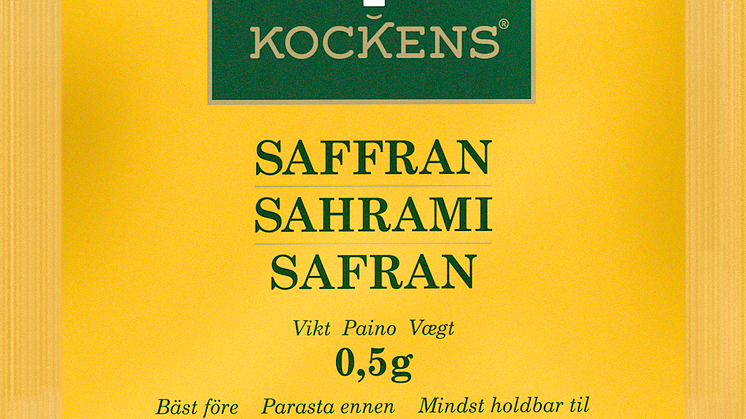 KOCKENS®
SAFFRAN
SAHRAMI
SAFRAN
Vikt Paino Vægt
0,5g
Bäst före Parasta ennen Mindst holdbar til